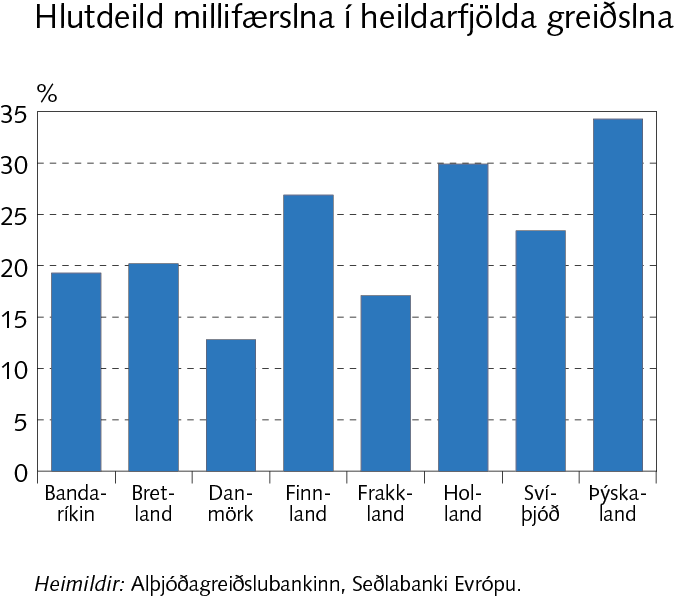 Hlutdeild millifærslna í heildarfjölda greiðslna
%
35
30
25
20
15
10
5
0
Banda-
ríkin
Bret-
land
Dan-
mörk
Finn-
land
Frakk-
land
Hol-
land
Sví-
þjóð
Þýska-
land
Heimildir: Alþjóðagreiðslubankinn, Seðlabanki Evrópu.